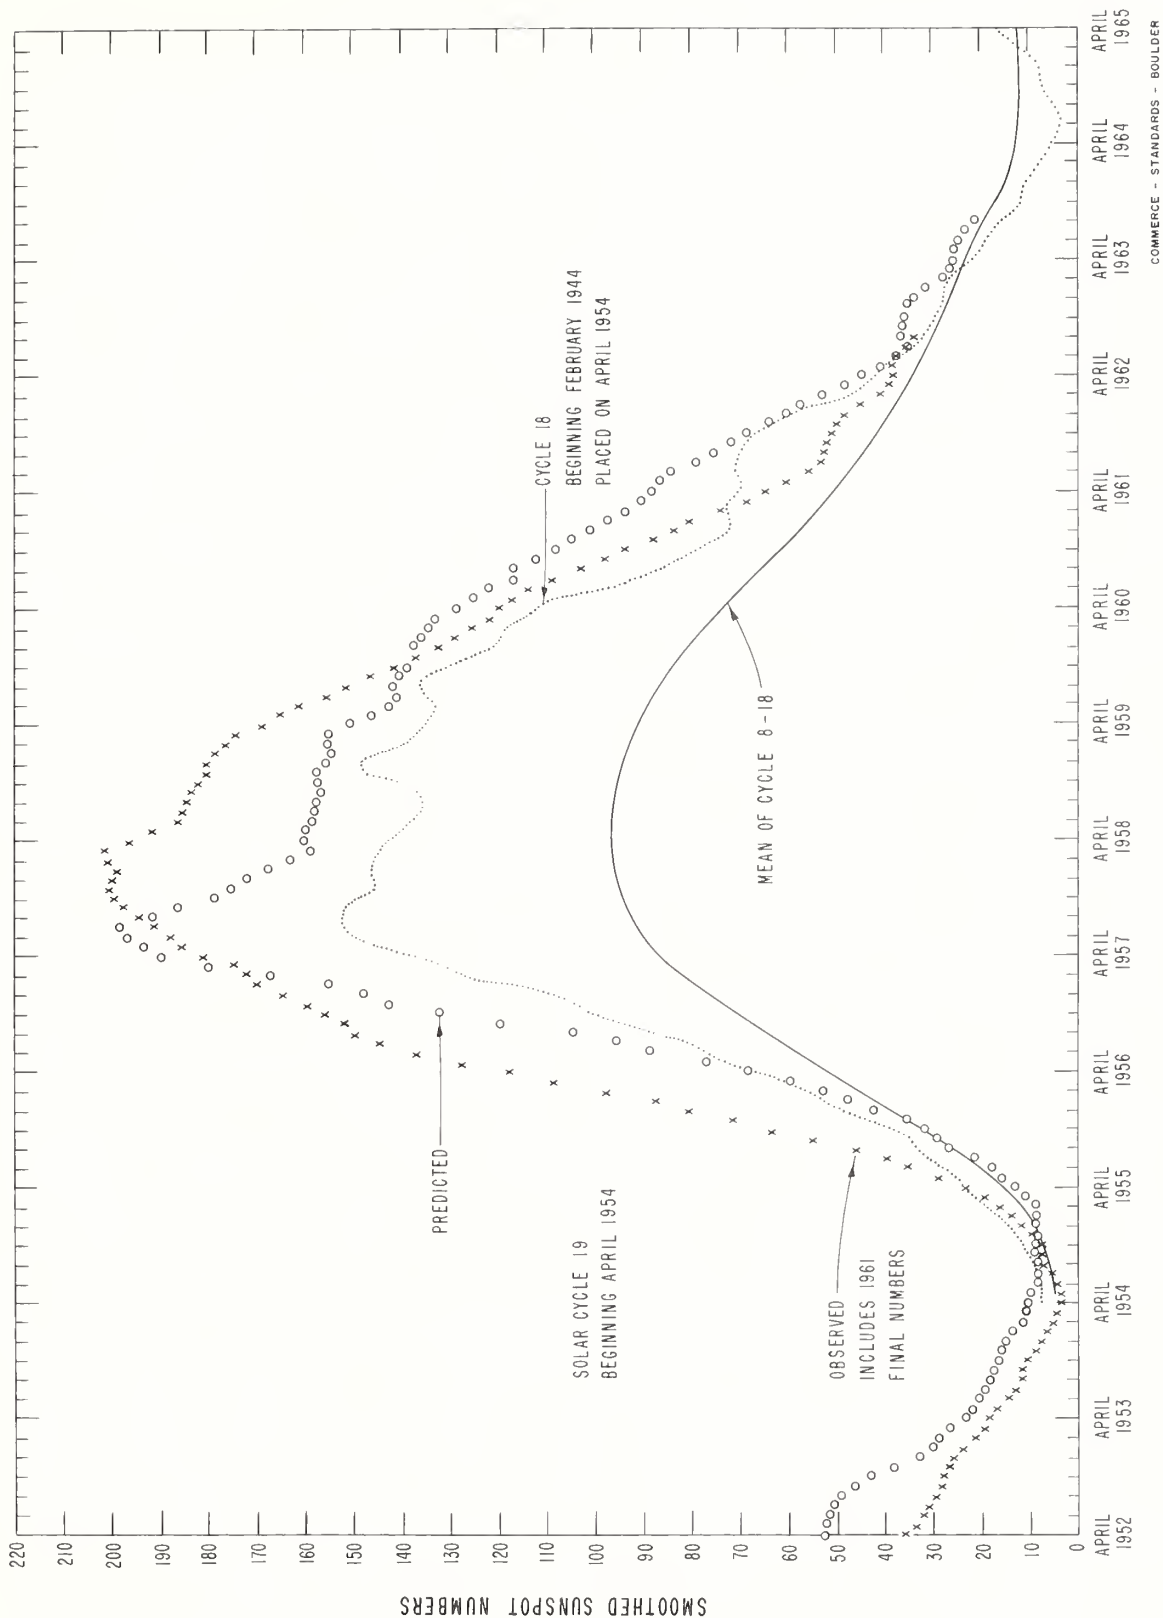 SMOOTHED SUNSPOT NUMBERS
220
210
200
190
180
170
160
150
140
130
120
110
100
90
80
70
60
50
40
30
20
10
0
PREDICTED
SOLAR CYCLE 19
BEGINNING APRIL 1954
OBSERVED
INCLUDES 1961
FINAL NUMBERS
CYCLE 18
BEGINNING FEBRUARY 1944
PLACED ON APRIL 1954
MEAN OF CYCLE 8-18
APRIL
1952
APRIL
1953
APRIL
1954
APRIL
1955
APRIL
1956
APRIL
1957
APRIL
1958
APRIL
1959
APRIL
1960
APRIL
1961
APRIL
1962
APRIL
1963
APRIL
1964
APRIL
1965
COMMERCE - STANDARDS - BOULDER